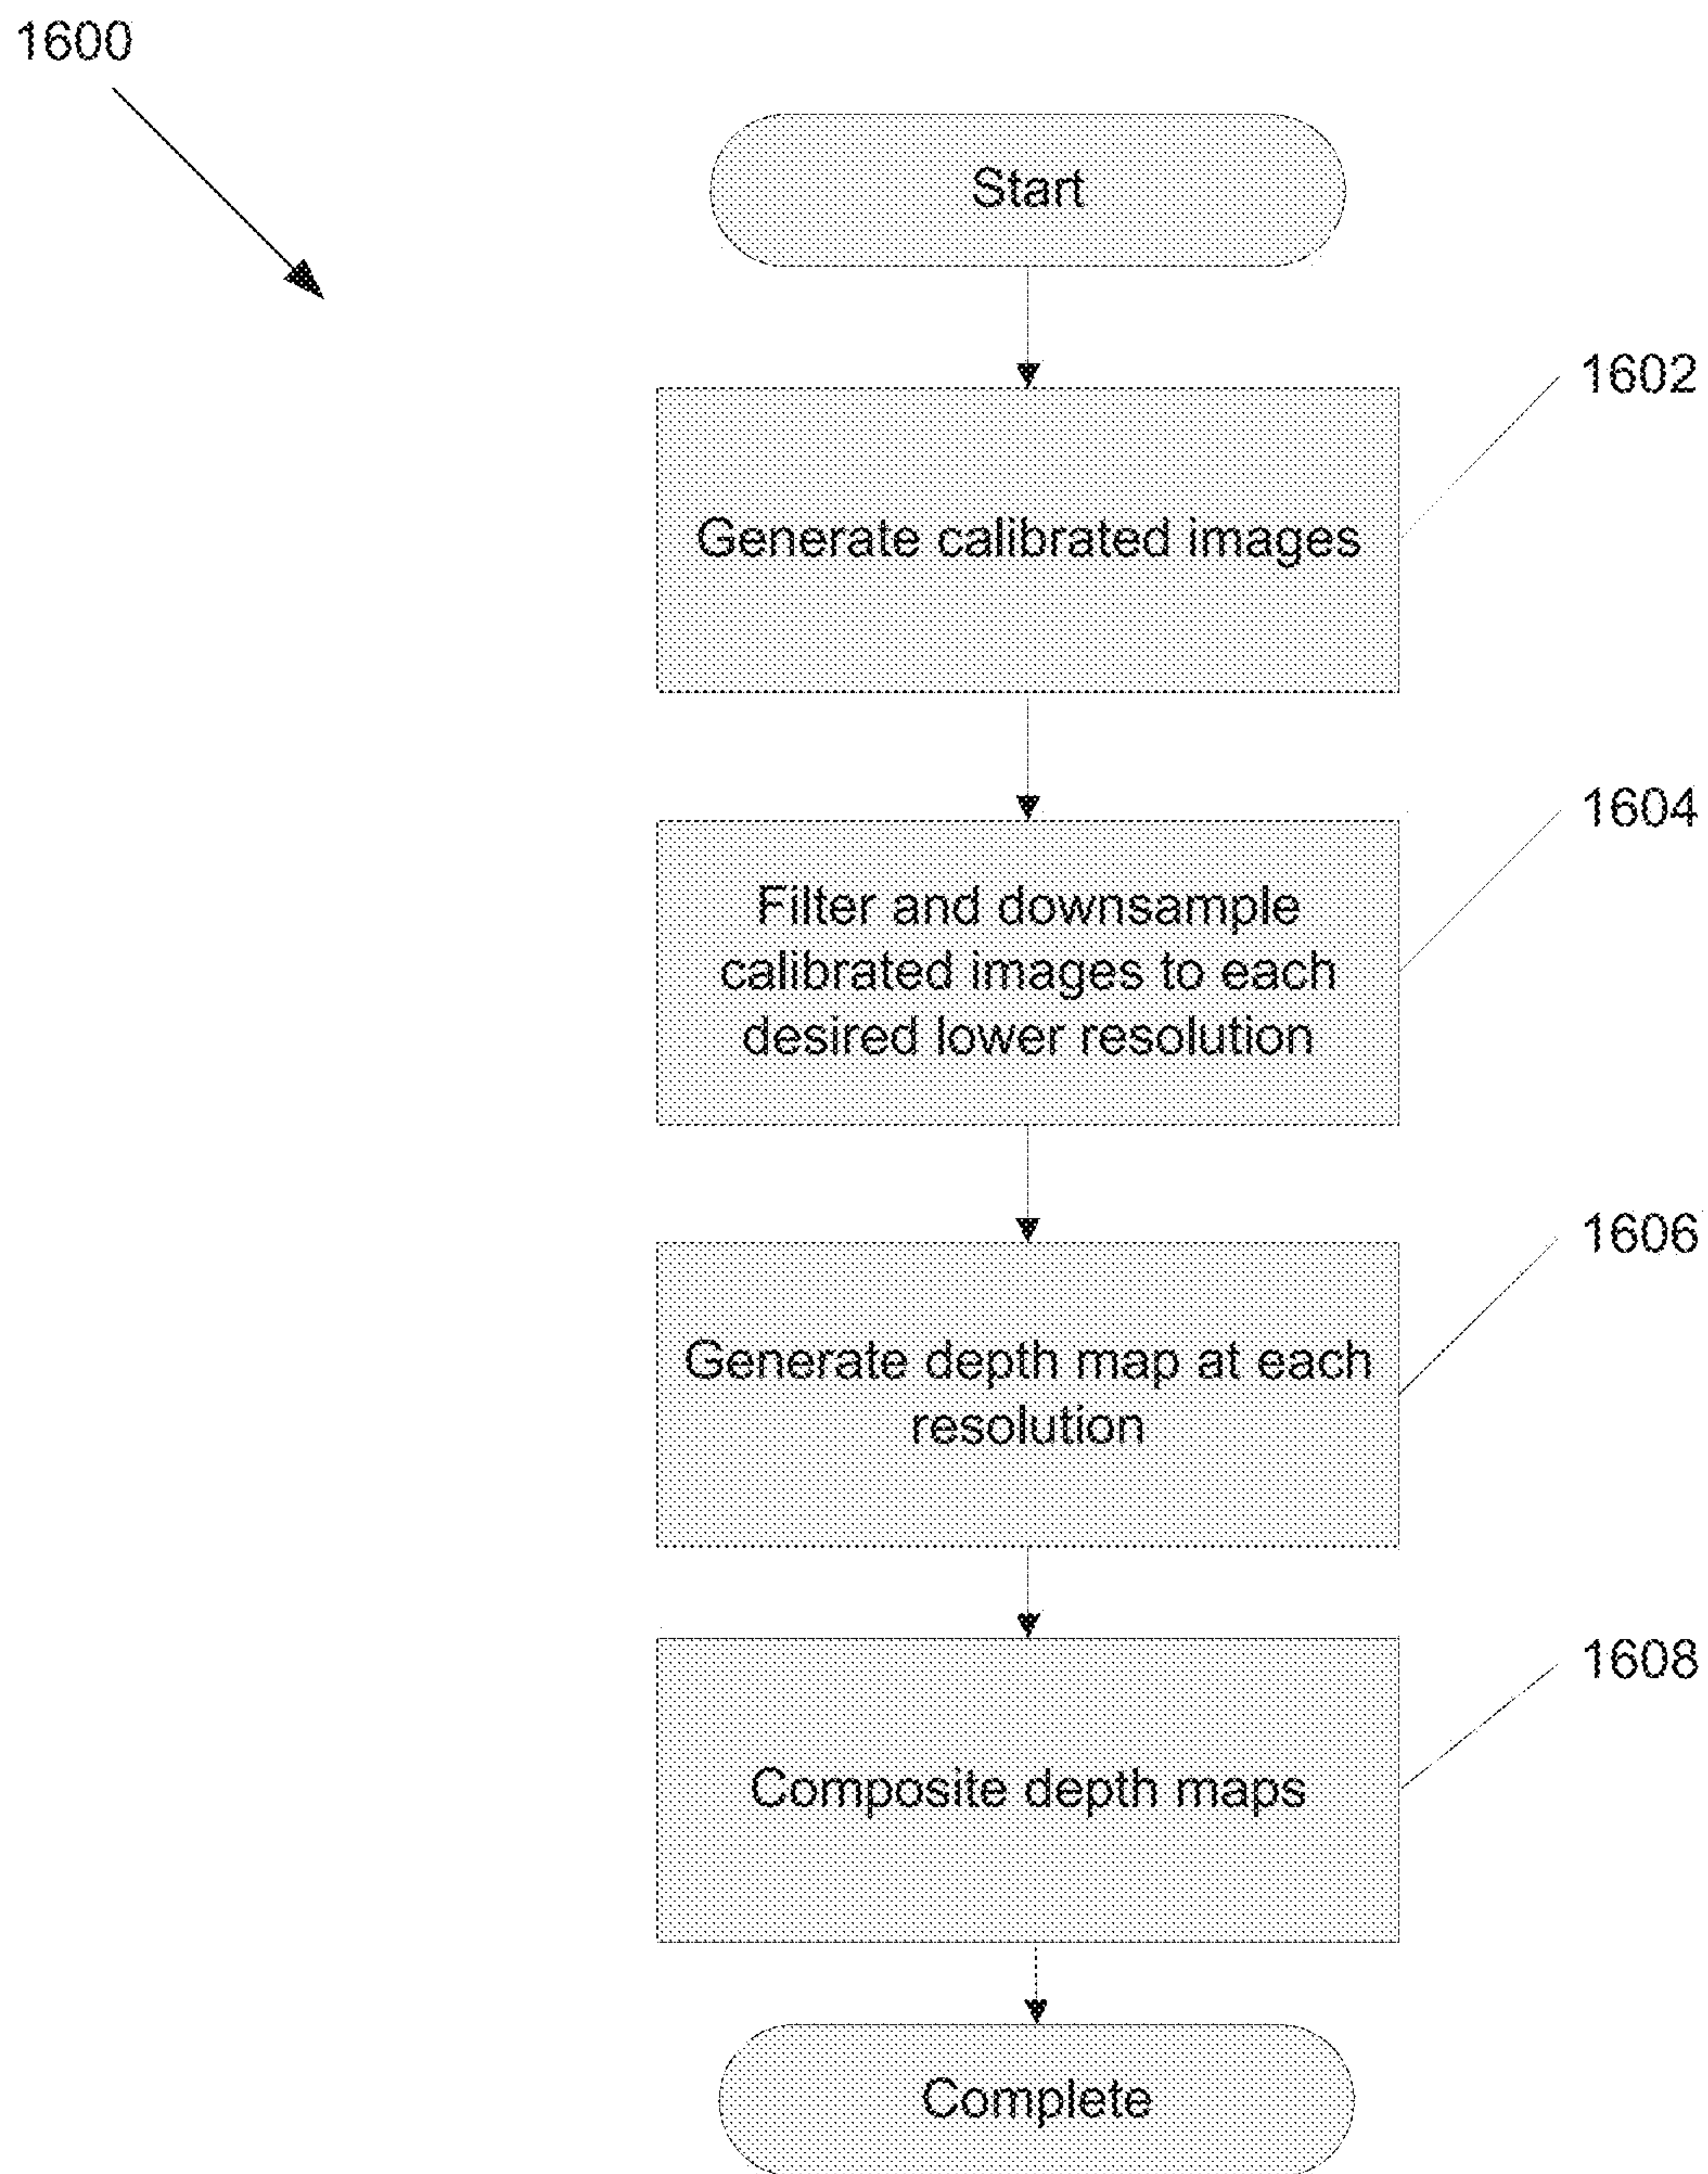 1600
Start
1602
Generate calibrated images
1604
Filter and downsample
calibrated images to each
desired lower resolution
1606
Generate depth map at each
resolution
1608
Composite depth maps
Complete